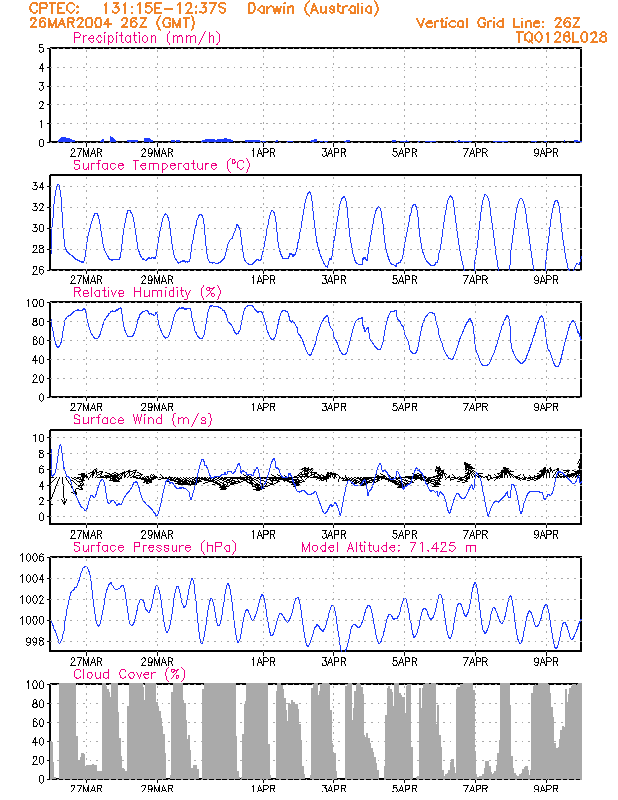 CPTEC: 131:15E-12:37S Darwin (Australia)
26MAR2004 26Z (GMT) Vertical Grid Line: 26Z
Precipitation (mm/h) TQ0126L028
5
4
3
2
1
0
27MAR 29MAR 1APR 3APR 5APR 7APR 9APR
Surface Temperature (°C)
34
32
30
28
26
27MAR 29MAR 1APR 3APR 5APR 7APR 9APR
Relative Humidity (%)
100
80
60
40
20
0
27MAR 29MAR 1APR 3APR 5APR 7APR 9APR
Surface Wind (m/s)
10
8
6
4
2
0
27MAR 29MAR 1APR 3APR 5APR 7APR 9APR
Surface Pressure (hPa) Model Altitude: 71.425 m
1006
1004
1002
1000
998
27MAR 29MAR 1APR 3APR 5APR 7APR 9APR
Cloud Cover (%)
100
80
60
40
20
0
27MAR 29MAR 1APR 3APR 5APR 7APR 9APR